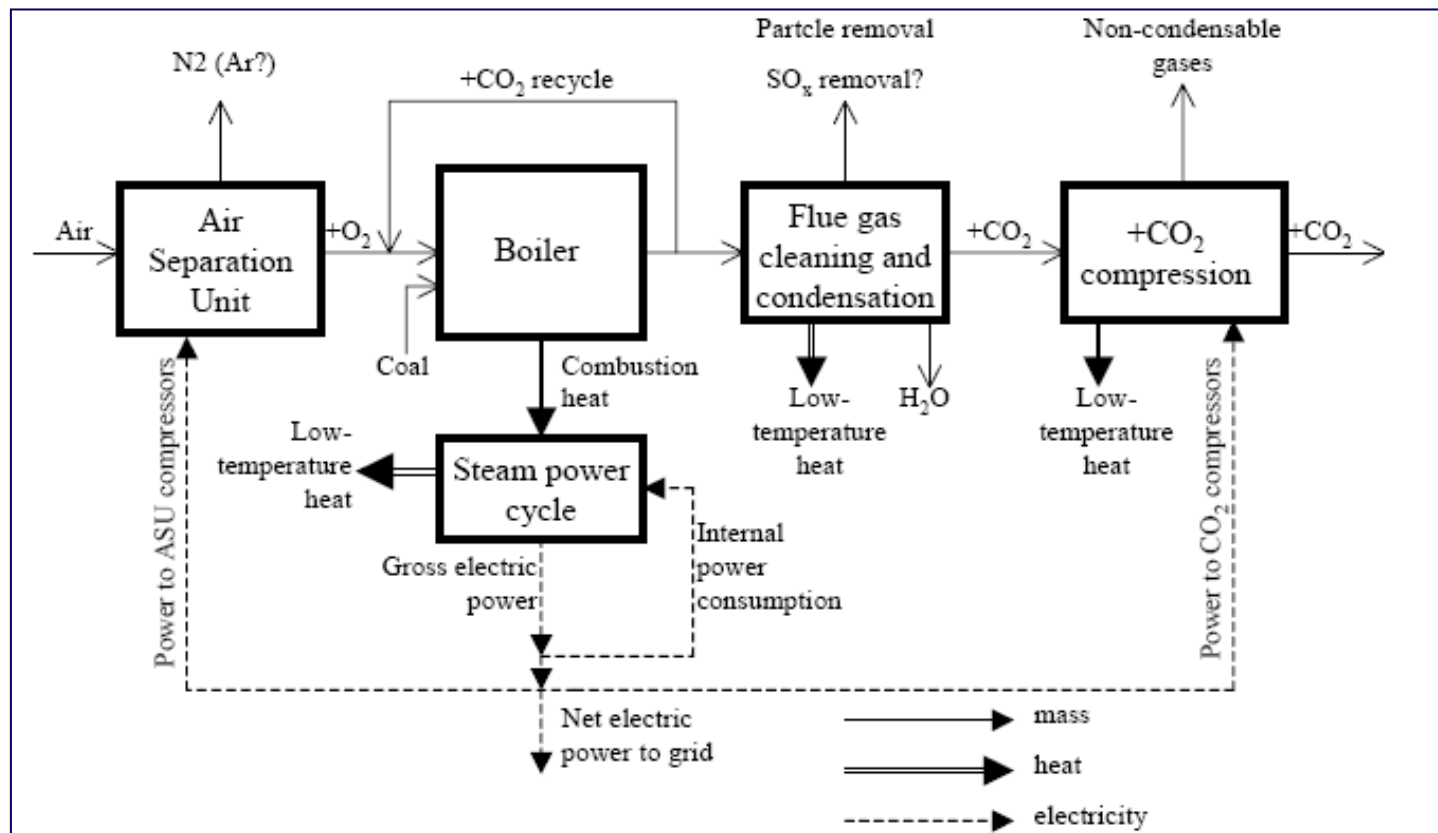 N2 (Ar?)
+CO₂ recycle
Partcle removal
SOₓ removal?
Non-condensable
gases
Air
Air
Separation
Unit
+O₂
Boiler
Flue gas
cleaning and
condensation
+CO₂
+CO₂
compression
+CO₂
Coal
Combustion
heat
Low-
temperature
heat
H₂O
Low-
temperature
heat
Low-
temperature
heat
Steam power
cycle
Internal
power
consumption
Gross electric
power
Power to ASU compressors
Power to CO₂ compressors
Net electric
power to grid
mass
heat
electricity